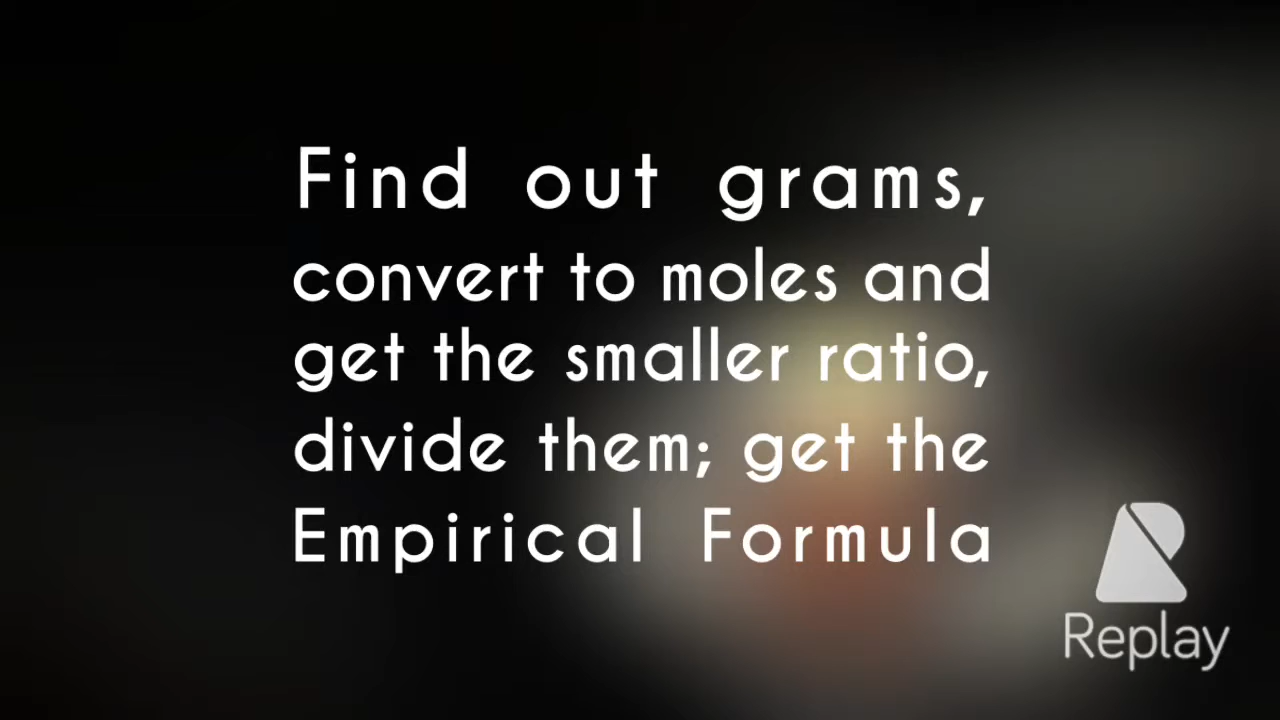 Find out grams,
convert to moles and
get the smaller ratio,
divide them; get the
Empirical Formula
Replay